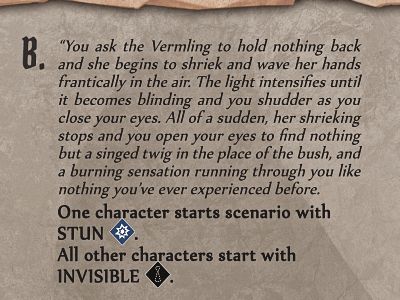 B. "You ask the Vermling to hold nothing back
and she begins to shriek and wave her hands
frantically in the air. The light intensifies until
it becomes blinding and you shudder as you
close your eyes. All of a sudden, her shrieking
stops and you open your eyes to find nothing
but a singed twig in the place of the bush, and
a burning sensation running through you like
nothing you've ever experienced before.
One character starts scenario with
STUN .
All other characters start with
INVISIBLE .